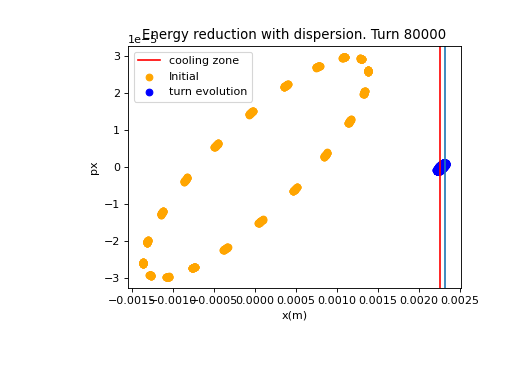 Energy reduction with dispersion. Turn 80000
1e−5
cooling zone
Initial
turn evolution
3
2
1
0
−1
−2
−3
px
−0.0015 −0.0010 −0.0005 0.0000 0.0005 0.0010 0.0015 0.0020 0.0025
x(m)